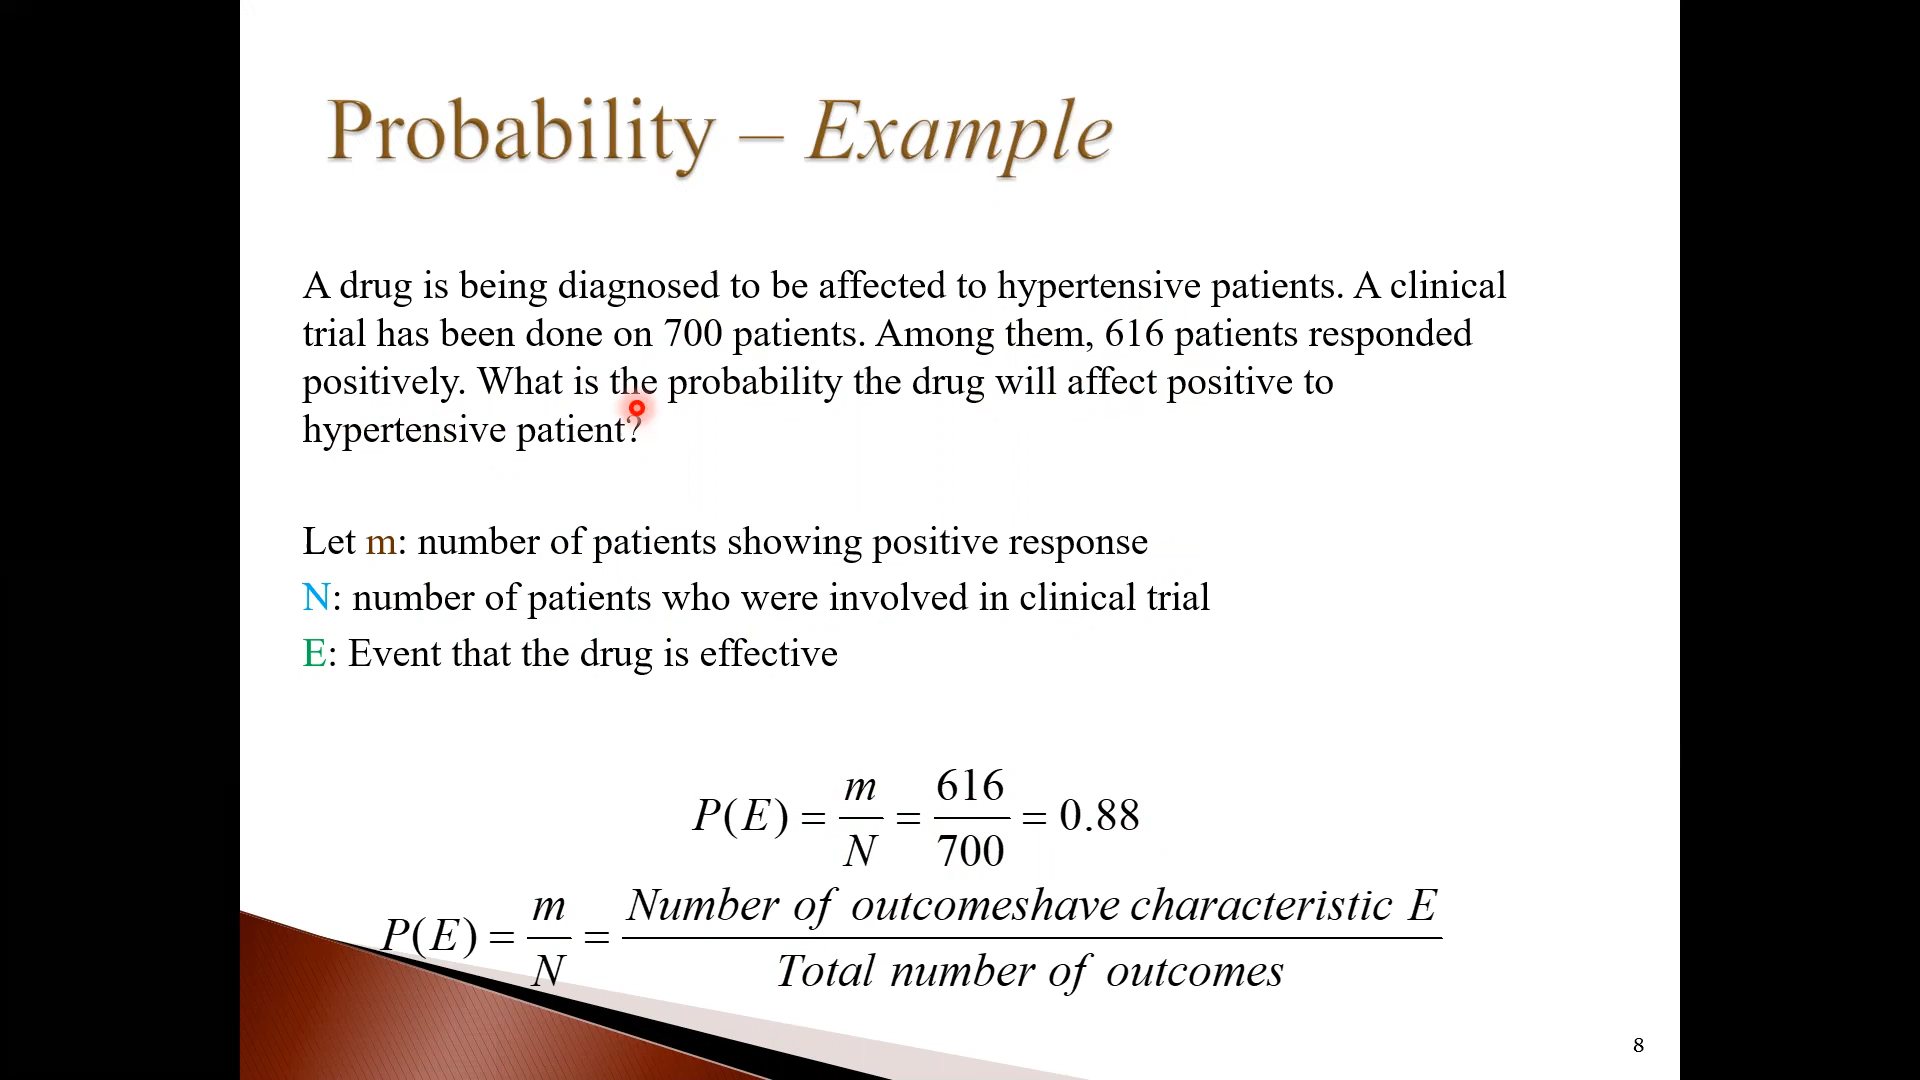 Probability – Example
A drug is being diagnosed to be affected to hypertensive patients. A clinical
trial has been done on 700 patients. Among them, 616 patients responded
positively. What is the probability the drug will affect positive to
hypertensive patient?
Let m: number of patients showing positive response
N: number of patients who were involved in clinical trial
E: Event that the drug is effective
P(E) = m/N = 616/700 = 0.88
P(E) = m/N = Number of outcomeshave characteristic E/Total number of outcomes
8